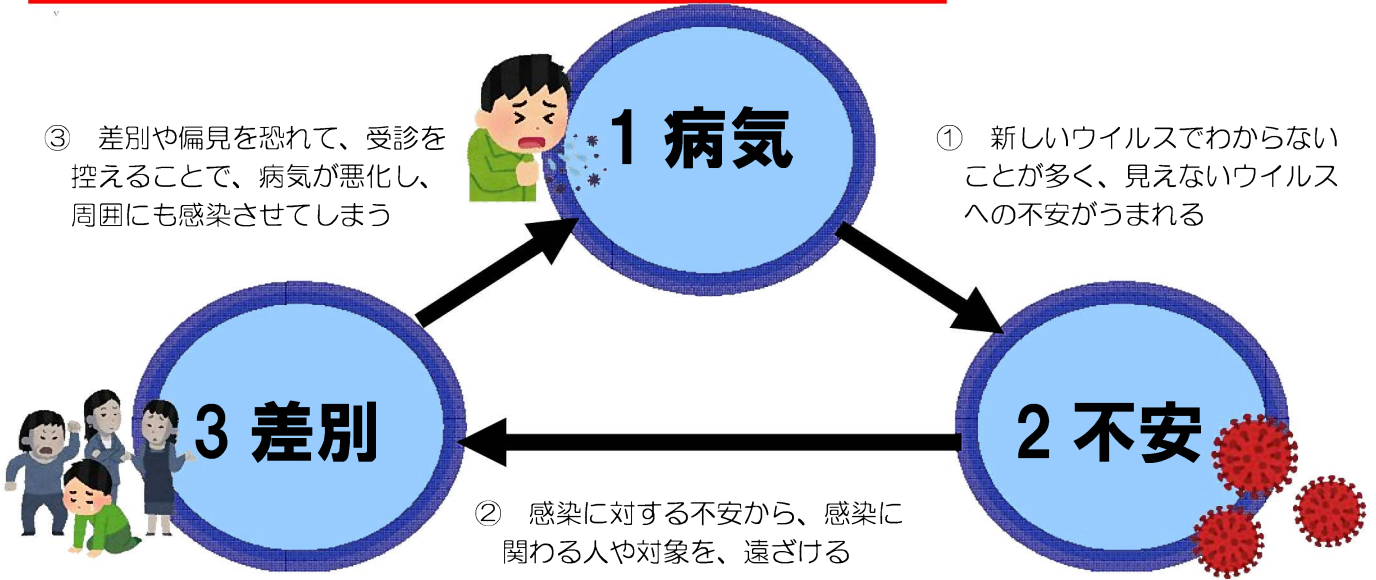 1 病気
① 新しいウイルスでわからない
ことが多く、見えないウイルス
への不安がうまれる
2 不安
② 感染に対する不安から、感染に
関わる人や対象を、遠ざける
3 差別
③ 差別や偏見を恐れて、受診を
控えることで、病気が悪化し、
周囲にも感染させてしまう
v